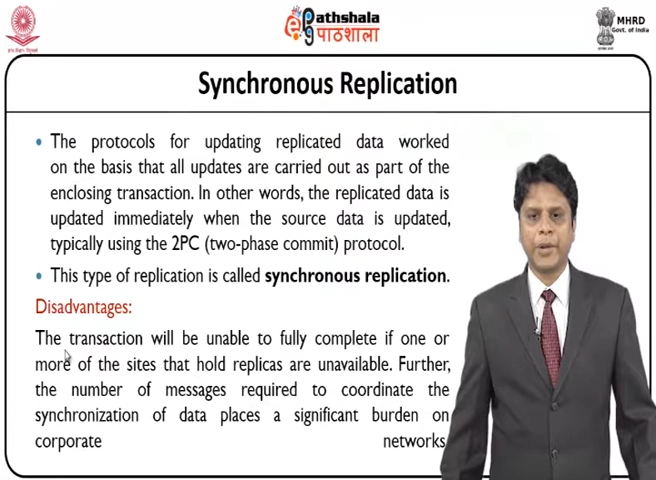 ePathshala
पाठशाला
MHRD
Govt. of India
Synchronous Replication
• The protocols for updating replicated data worked
on the basis that all updates are carried out as part of the
enclosing transaction. In other words, the replicated data is
updated immediately when the source data is updated,
typically using the 2PC (two-phase commit) protocol.
• This type of replication is called synchronous replication.
Disadvantages:
The transaction will be unable to fully complete if one or
more of the sites that hold replicas are unavailable. Further,
the number of messages required to coordinate the
synchronization of data places a significant burden on
corporate networks.